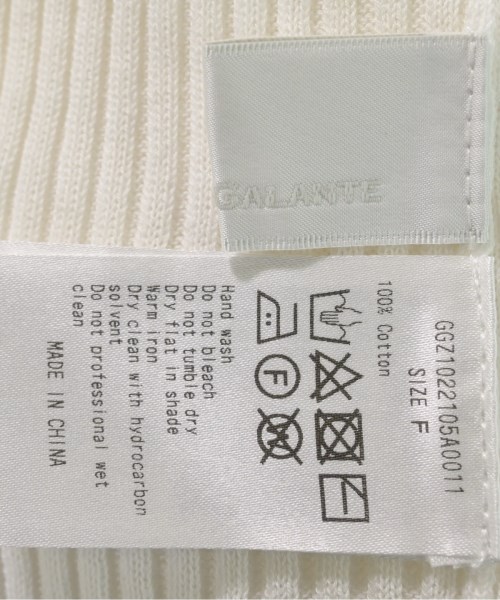 GALANTE
GGZ1022105A0011
SIZE F
100% Cotton
F
W
Hand wash
Do not bleach
Do not tumble dry
Dry flat in shade
Warm iron
Dry clean with hydrocarbon
solvent
Do not professional wet
clean
MADE IN CHINA